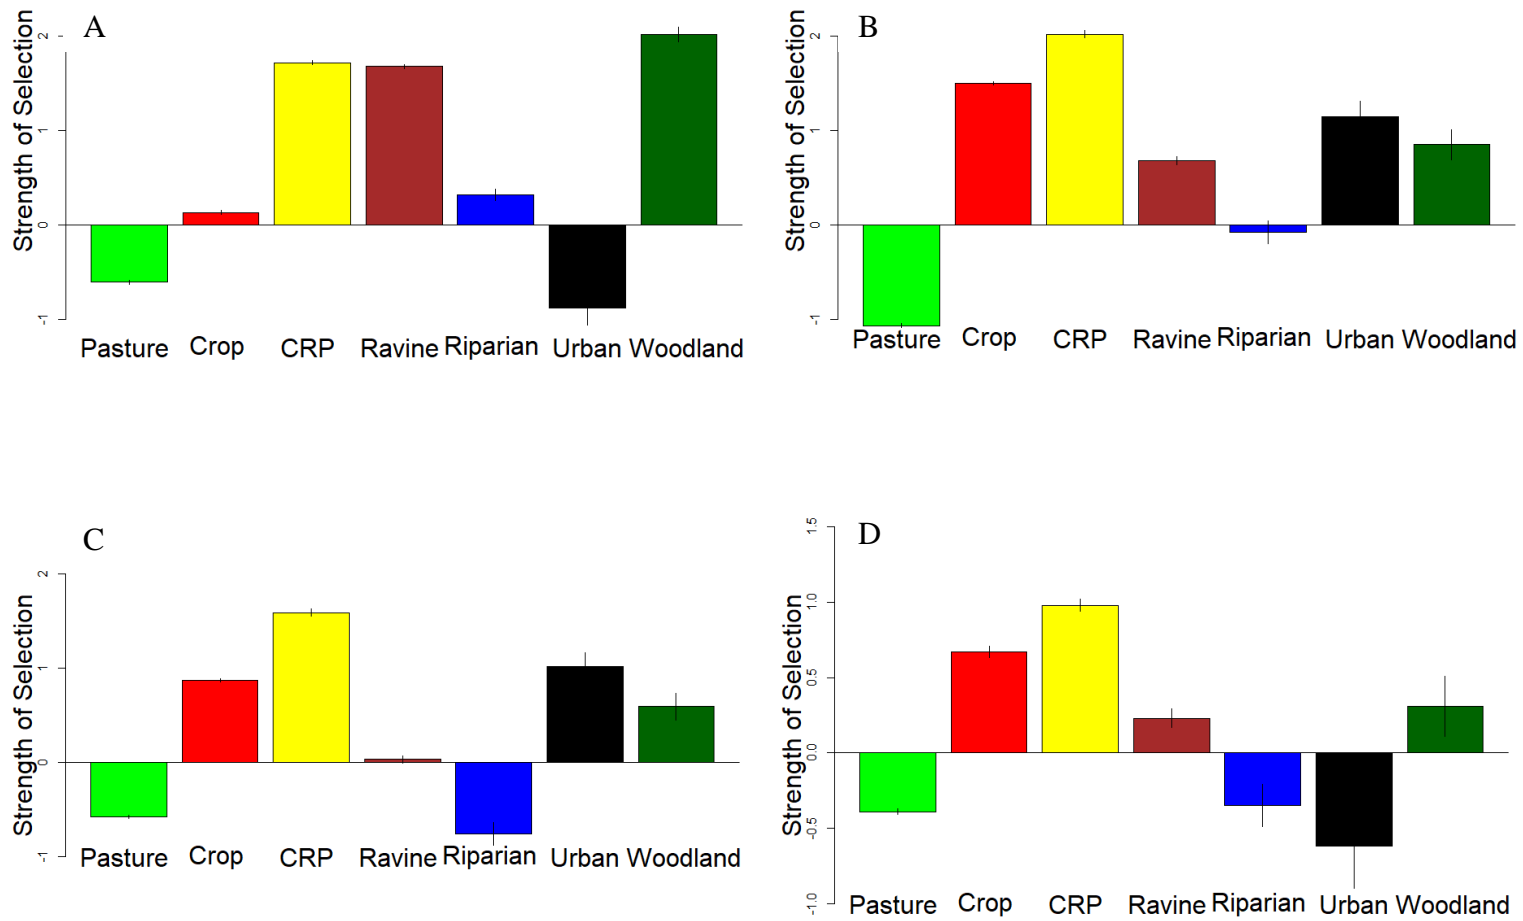 A
Strength of Selection
2
1
0
-1
Pasture Crop CRP Ravine Riparian Urban Woodland
B
Strength of Selection
2
1
0
-1
Pasture Crop CRP Ravine Riparian Urban Woodland
C
Strength of Selection
2
1
0
-1
Pasture Crop CRP Ravine Riparian Urban Woodland
D
Strength of Selection
1.5
1.0
0.5
0.0
-0.5
-1.0
Pasture Crop CRP Ravine Riparian Urban Woodland